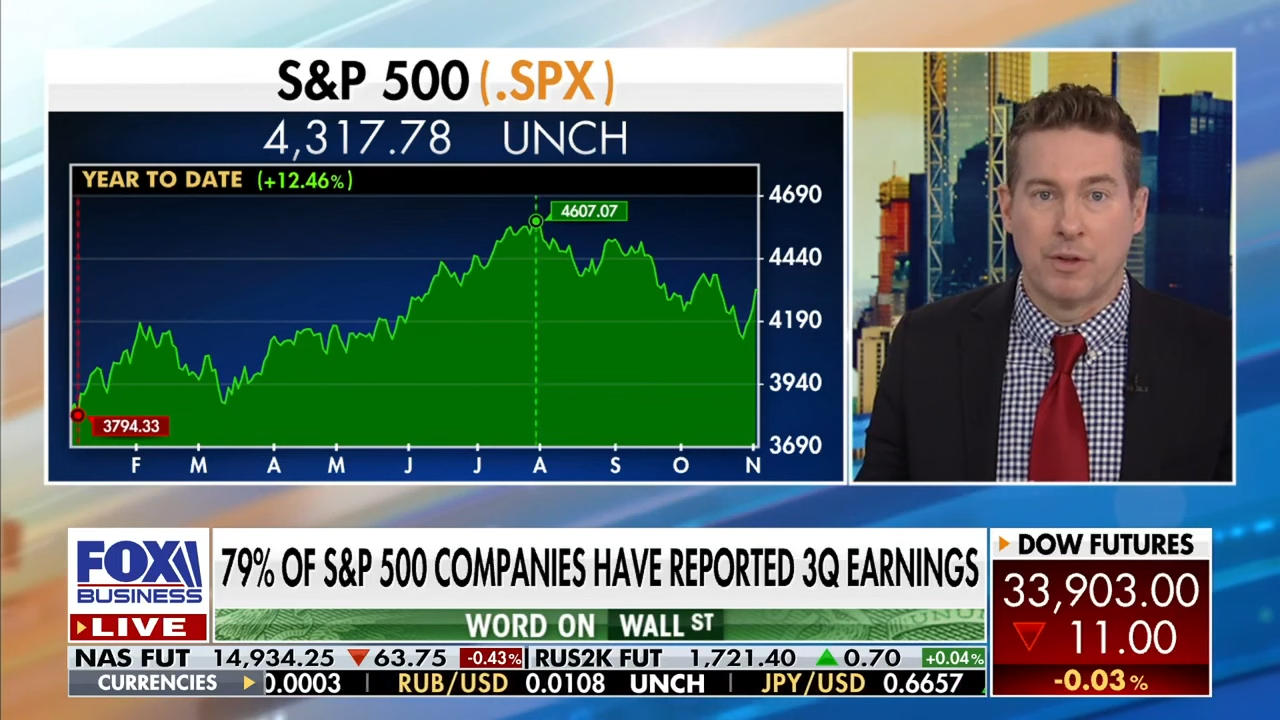 S&P 500 (.SPX)
4,317.78 UNCH
YEAR TO DATE (+12.46%)
4690
4607.07
4440
4190
3940
3794.33
3690
F M A M J J A S O N
FOX
BUSINESS
LIVE
79% OF S&P 500 COMPANIES HAVE REPORTED 3Q EARNINGS
WORD ON WALL ST
DOW FUTURES
33,903.00
11.00
-0.03%
NAS FUT 14,934.25 63.75 -0.43% RUS2K FUT 1,721.40 0.70 +0.04%
CURRENCIES 0.0003 RUB/USD 0.0108 UNCH JPY/USD 0.6657